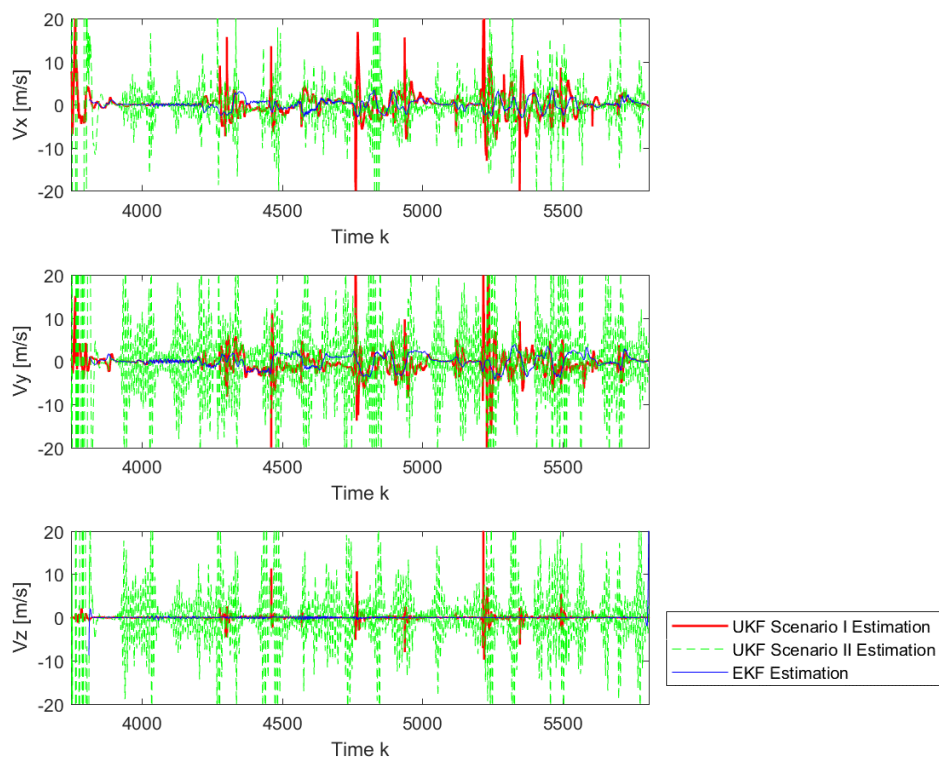 20
10
0
-10
-20
Vx [m/s]
4000 4500 5000 5500
Time k
20
10
0
-10
-20
Vy [m/s]
4000 4500 5000 5500
Time k
20
10
0
-10
-20
Vz [m/s]
4000 4500 5000 5500
Time k
UKF Scenario I Estimation
UKF Scenario II Estimation
EKF Estimation